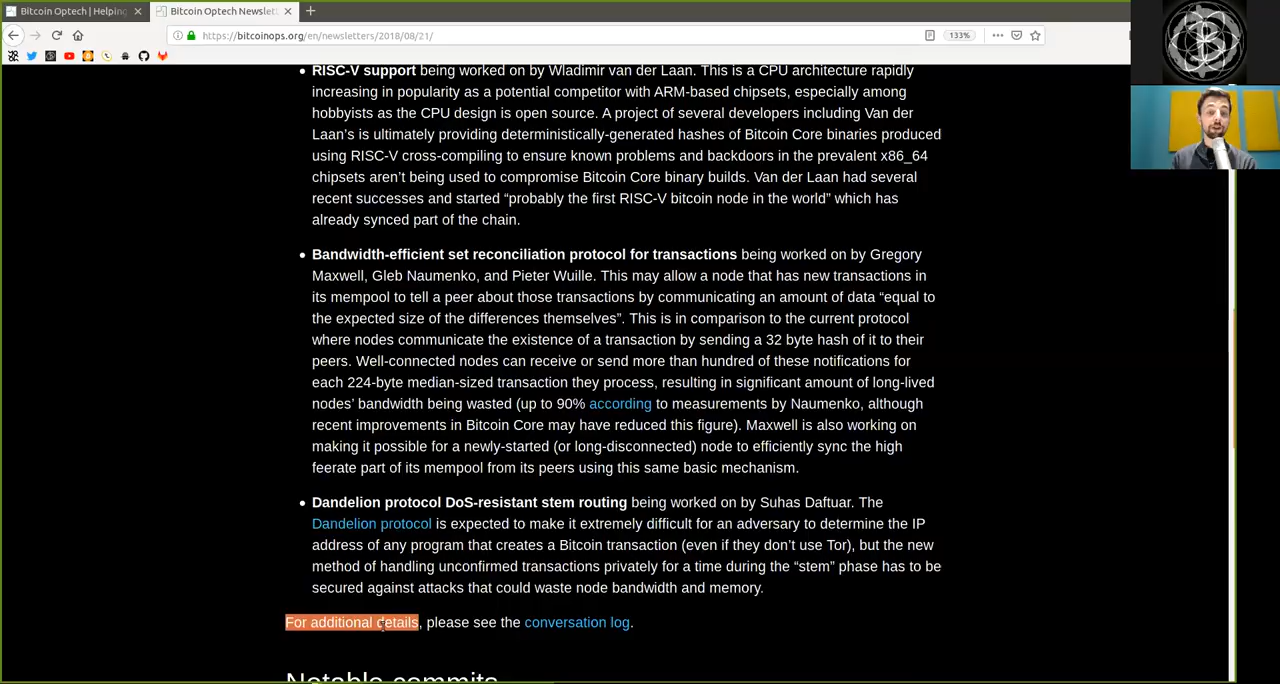 Bitcoin Optech | Helping
Bitcoin Optech Newslett
https://bitcoinops.org/en/newsletters/2018/08/21/
133%
RISC-V support being worked on by Wladimir van der Laan. This is a CPU architecture rapidly
increasing in popularity as a potential competitor with ARM-based chipsets, especially among
hobbyists as the CPU design is open source. A project of several developers including Van der
Laan’s is ultimately providing deterministically-generated hashes of Bitcoin Core binaries produced
using RISC-V cross-compiling to ensure known problems and backdoors in the prevalent x86_64
chipsets aren’t being used to compromise Bitcoin Core binary builds. Van der Laan had several
recent successes and started “probably the first RISC-V bitcoin node in the world” which has
already synced part of the chain.
Bandwidth-efficient set reconciliation protocol for transactions being worked on by Gregory
Maxwell, Gleb Naumenko, and Pieter Wuille. This may allow a node that has new transactions in
its mempool to tell a peer about those transactions by communicating an amount of data “equal to
the expected size of the differences themselves”. This is in comparison to the current protocol
where nodes communicate the existence of a transaction by sending a 32 byte hash of it to their
peers. Well-connected nodes can receive or send more than hundred of these notifications for
each 224-byte median-sized transaction they process, resulting in significant amount of long-lived
nodes’ bandwidth being wasted (up to 90% according to measurements by Naumenko, although
recent improvements in Bitcoin Core may have reduced this figure). Maxwell is also working on
making it possible for a newly-started (or long-disconnected) node to efficiently sync the high
feerate part of its mempool from its peers using this same basic mechanism.
Dandelion protocol DoS-resistant stem routing being worked on by Suhas Daftuar. The
Dandelion protocol is expected to make it extremely difficult for an adversary to determine the IP
address of any program that creates a Bitcoin transaction (even if they don’t use Tor), but the new
method of handling unconfirmed transactions privately for a time during the “stem” phase has to be
secured against attacks that could waste node bandwidth and memory.
For additional details, please see the conversation log.
Notable commits